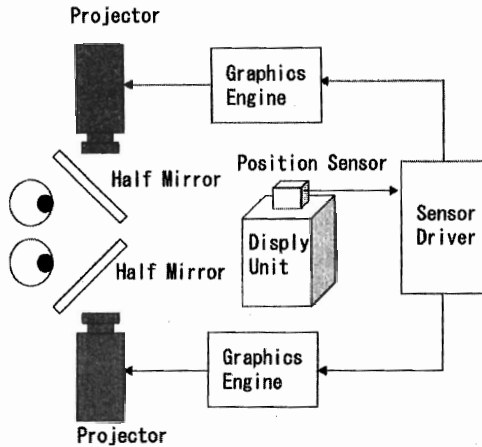 Projector
Graphics
Engine
Half Mirror
Position Sensor
Sensor
Driver
Disply
Unit
Half Mirror
Graphics
Engine
Projector